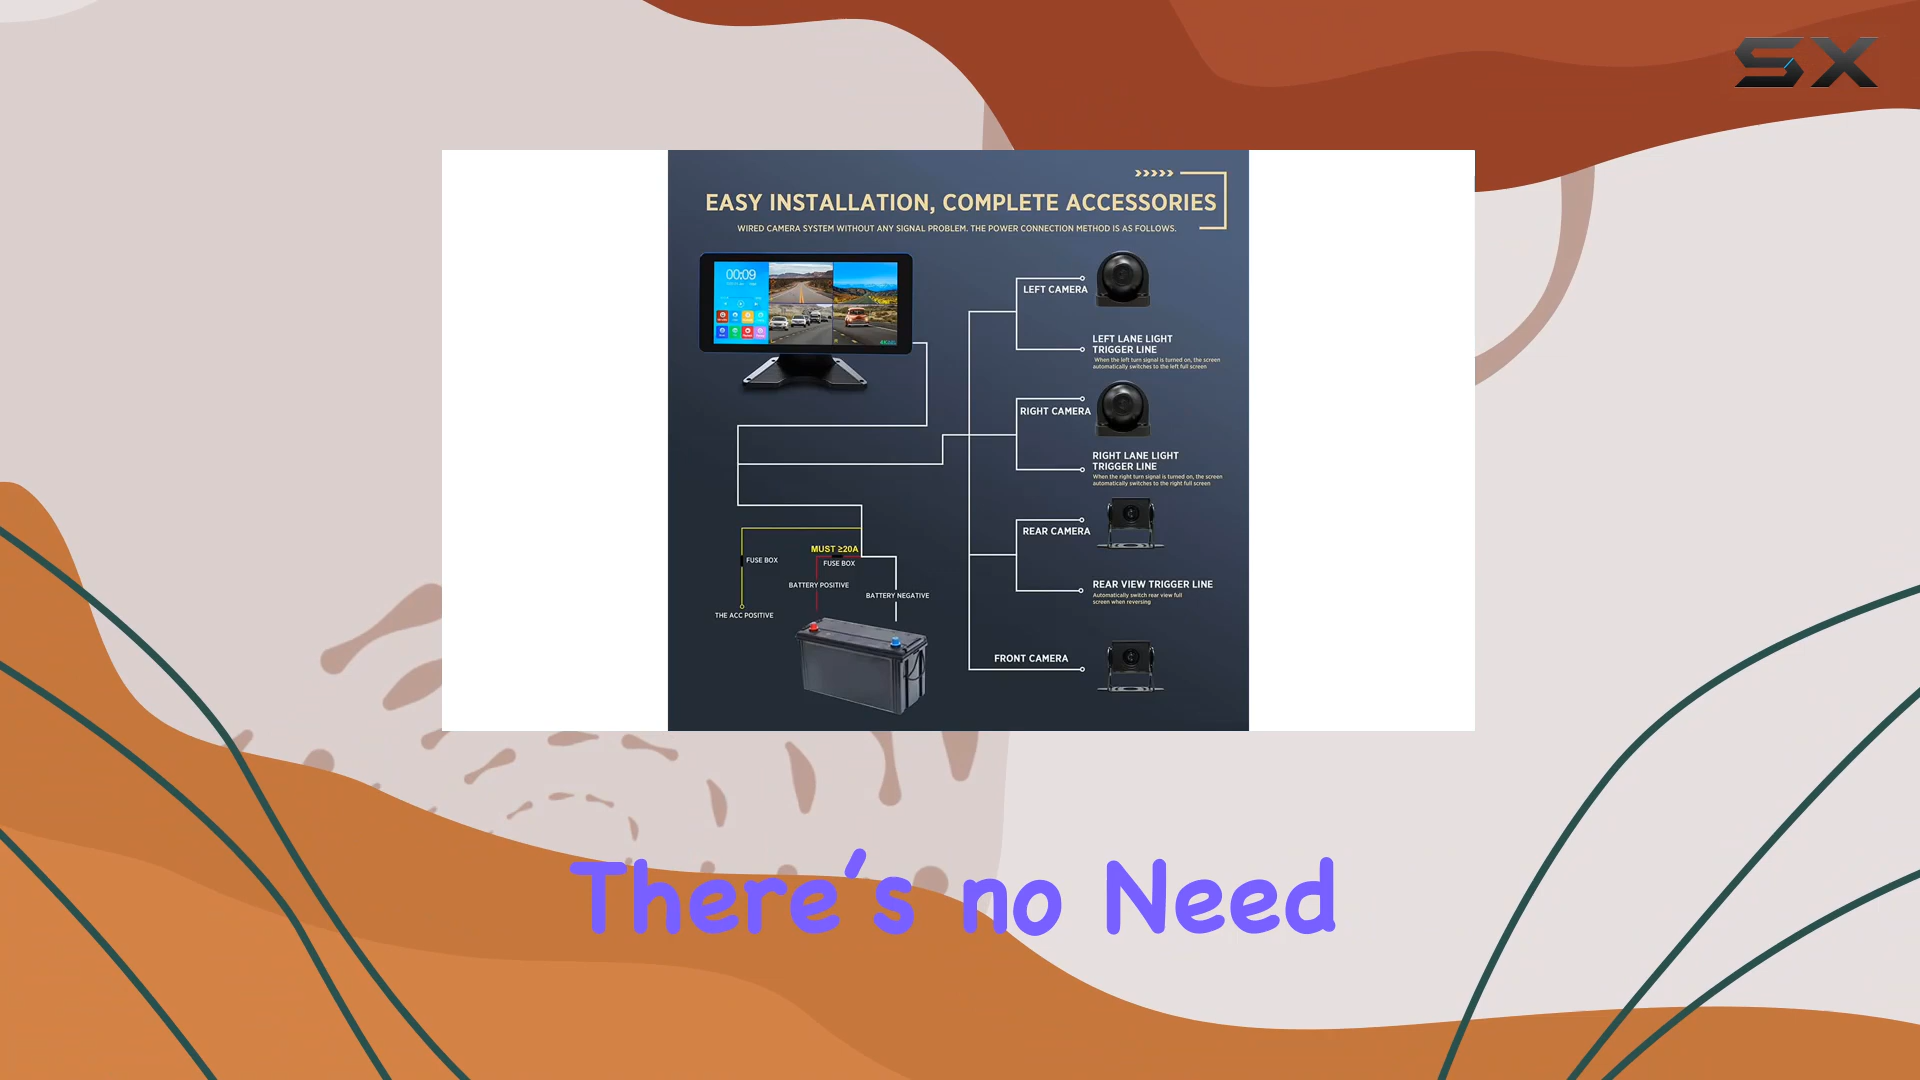 SX
EASY INSTALLATION, COMPLETE ACCESSORIES
WIRED CAMERA SYSTEM WITHOUT ANY SIGNAL PROBLEM. THE POWER CONNECTION METHOD IS AS FOLLOWS.
00:09
LEFT CAMERA
LEFT LANE LIGHT
TRIGGER LINE
When the left turn signal is turned on, the screen
automatically switches to the left full screen
RIGHT CAMERA
RIGHT LANE LIGHT
TRIGGER LINE
When the right turn signal is turned on, the screen
automatically switches to the right full screen
REAR CAMERA
REAR VIEW TRIGGER LINE
Automatically switch rear view full
screen when reversing
FRONT CAMERA
MUST ≥20A
FUSE BOX
FUSE BOX
BATTERY POSITIVE
BATTERY NEGATIVE
THE ACC POSITIVE
There's no Need